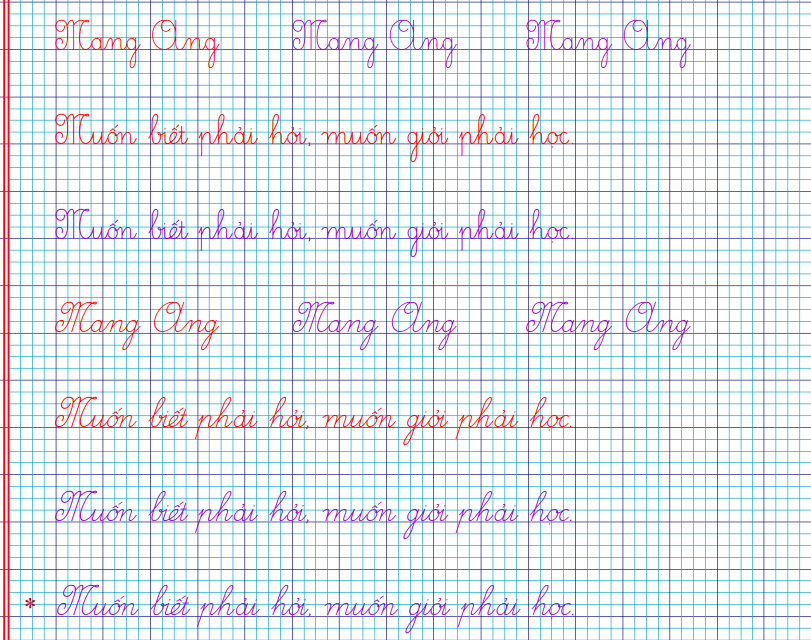 Mang Ang Mang Ang Mang Ang
Muốn biết phải hỏi, muốn giỏi phải học.
Muốn biết phải hỏi, muốn giỏi phải học.
Mang Ang Mang Ang Mang Ang
Muốn biết phải hỏi, muốn giỏi phải học.
Muốn biết phải hỏi, muốn giỏi phải học.
* Muốn biết phải hỏi, muốn giỏi phải học.